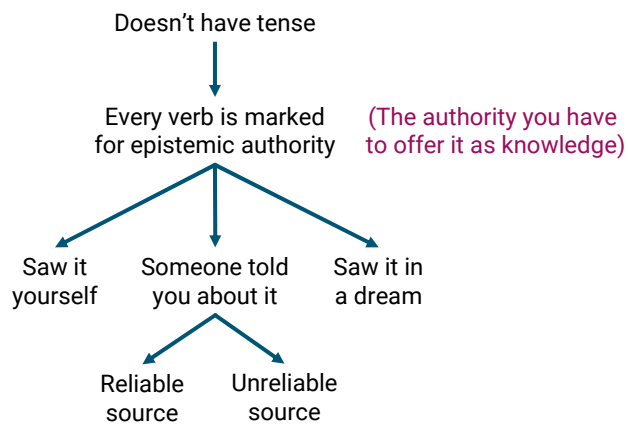 Doesn’t have tense
Every verb is marked
for epistemic authority
(The authority you have
to offer it as knowledge)
Saw it
yourself
Someone told
you about it
Saw it in
a dream
Reliable
source
Unreliable
source